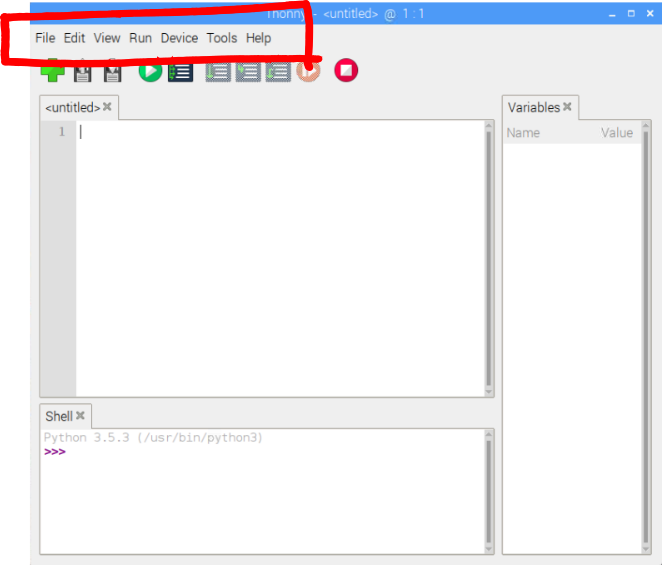 Thonny - <untitled> @ 1 : 1
File Edit View Run Device Tools Help
<untitled>
1
Variables
Name Value
Shell
Python 3.5.3 (/usr/bin/python3)
>>>